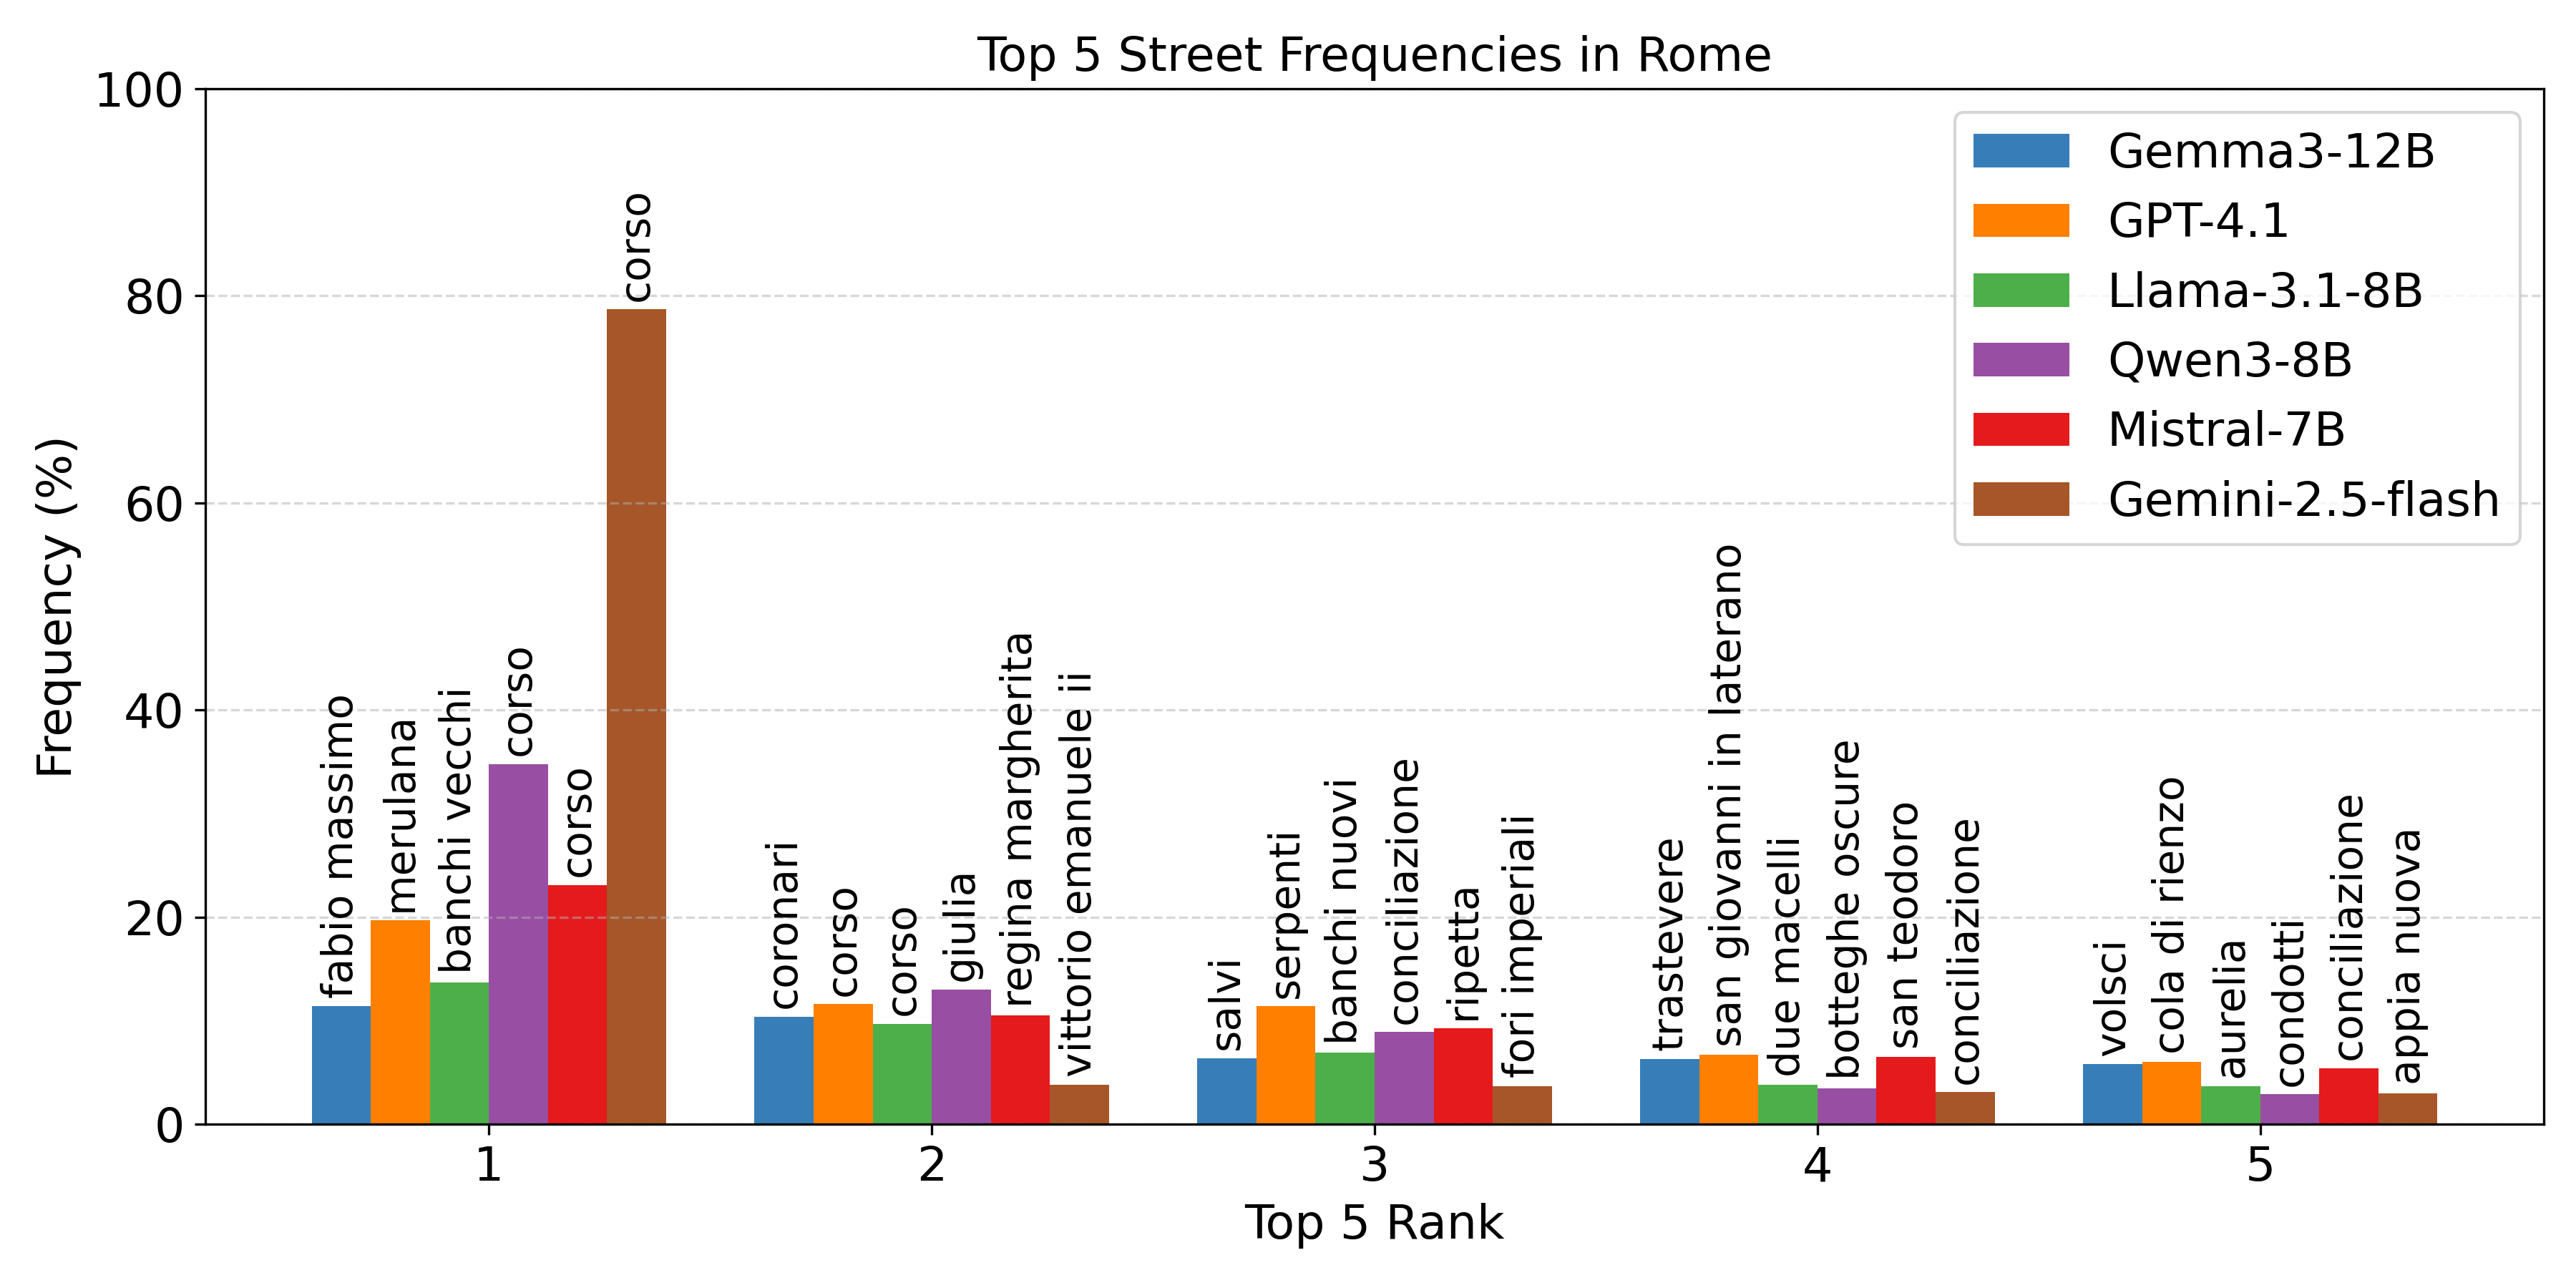 Top 5 Street Frequencies in Rome
Frequency (%)
100
80
60
40
20
0
Gemma3-12B
GPT-4.1
Llama-3.1-8B
Qwen3-8B
Mistral-7B
Gemini-2.5-flash
fabio massimo
merulana
banchi vecchi
corso
corso
corso
coronari
corso
corso
giulia
regina margherita
vittorio emanuele ii
salvi
serpenti
banchi nuovi
conciliazione
ripetta
fori imperiali
trastevere
san giovanni in laterano
due macelli
botteghe oscure
san teodoro
conciliazione
volsci
cola di rienzo
aurelia
condotti
conciliazione
appia nuova
1
2
3
4
5
Top 5 Rank